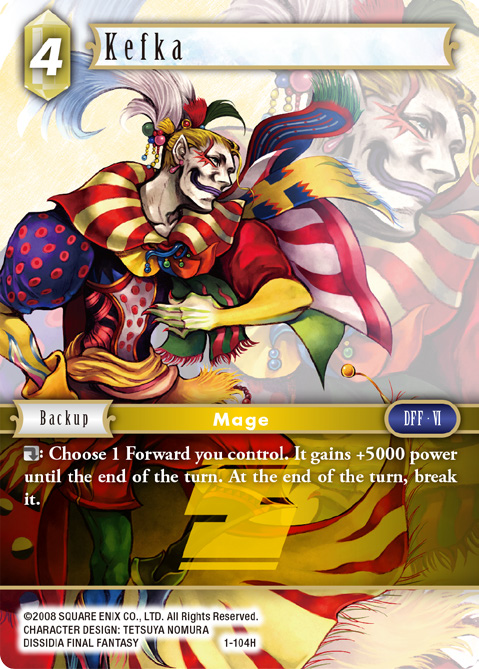 4
Kefka
Backup
Mage
DFF · VI
: Choose 1 Forward you control. It gains +5000 power
until the end of the turn. At the end of the turn, break
it.
©2008 SQUARE ENIX CO., LTD. All Rights Reserved.
CHARACTER DESIGN: TETSUYA NOMURA
DISSIDIA FINAL FANTASY
1-104H